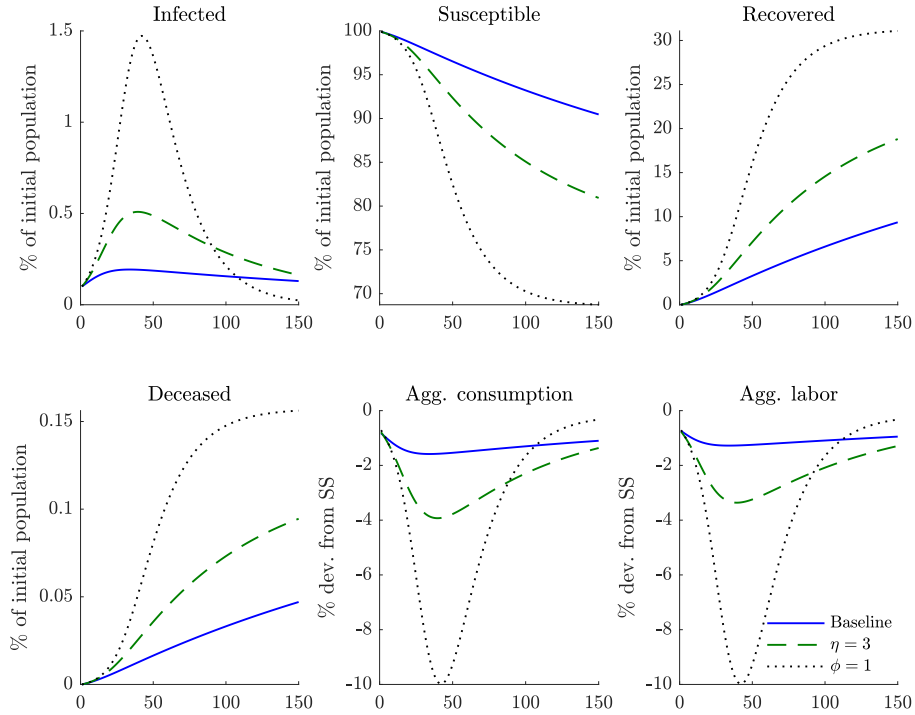 Infected
% of initial population
1.5
1
0.5
0
0 50 100 150
Susceptible
% of initial population
100
95
90
85
80
75
70
0 50 100 150
Recovered
% of initial population
30
25
20
15
10
5
0
0 50 100 150
Deceased
% of initial population
0.15
0.1
0.05
0
0 50 100 150
Agg. consumption
% dev. from SS
0
-2
-4
-6
-8
-10
0 50 100 150
Agg. labor
% dev. from SS
0
-2
-4
-6
-8
-10
0 50 100 150
Baseline
η = 3
ϕ = 1